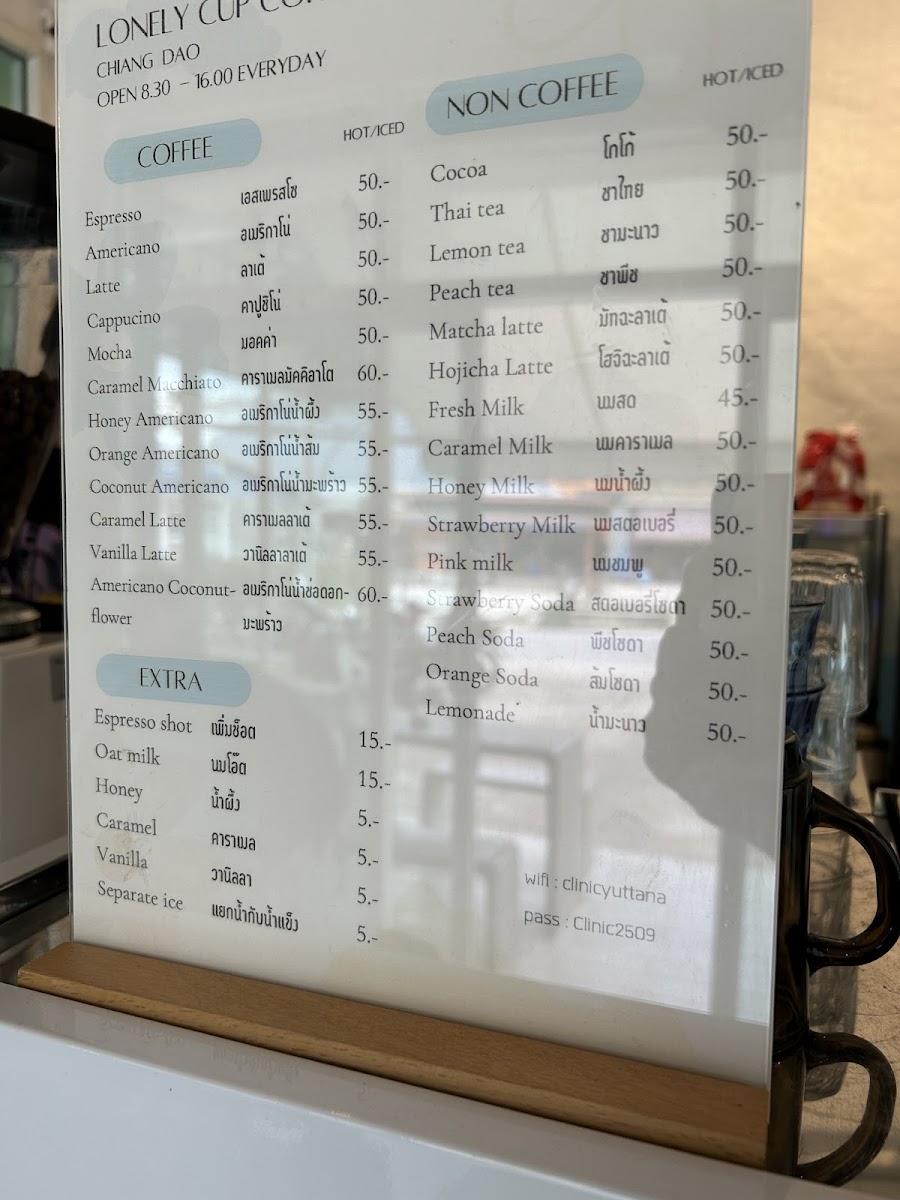 LONELY CUP
CHIANG DAO
OPEN 8.30 – 16.00 EVERYDAY
COFFEE HOT/ICED
Espresso เอสเพรสโซ 50.-
Americano อเมริกาโน่ 50.-
Latte ลาเต้ 50.-
Cappucino คาปูชิโน่ 50.-
Mocha มอคค่า 50.-
Caramel Macchiato คาราเมลมัคคิอาโต 60.-
Honey Americano อเมริกาโน่น้ำผึ้ง 55.-
Orange Americano อเมริกาโน่น้ำส้ม 55.-
Coconut Americano อเมริกาโน่น้ำมะพร้าว 55.-
Caramel Latte คาราเมลลาเต้ 55.-
Vanilla Latte วานิลลาลาเต้ 55.-
Americano Coconut- อเมริกาโน่น้ำช่อดอก- 60.-
flower มะพร้าว
EXTRA
Espresso shot เพิ่มช็อต 15.-
Oat milk นมโอ๊ต 15.-
Honey น้ำผึ้ง 5.-
Caramel คาราเมล 5.-
Vanilla วานิลลา 5.-
Separate ice แยกน้ำกับน้ำแข็ง 5.-
NON COFFEE HOT/ICED
Cocoa โกโก้ 50.-
Thai tea ชาไทย 50.-
Lemon tea ชามะนาว 50.-
Peach tea ชาพีช 50.-
Matcha latte มัทฉะลาเต้ 50.-
Hojicha Latte โฮจิฉะลาเต้ 50.-
Fresh Milk นมสด 45.-
Caramel Milk นมคาราเมล 50.-
Honey Milk นมน้ำผึ้ง 50.-
Strawberry Milk นมสตอเบอรี่ 50.-
Pink milk นมชมพู 50.-
Strawberry Soda สตอเบอรี่โซดา 50.-
Peach Soda พีชโซดา 50.-
Orange Soda ส้มโซดา 50.-
Lemonade น้ำมะนาว 50.-
wifi : clinicyuttana
pass : Clinic2509